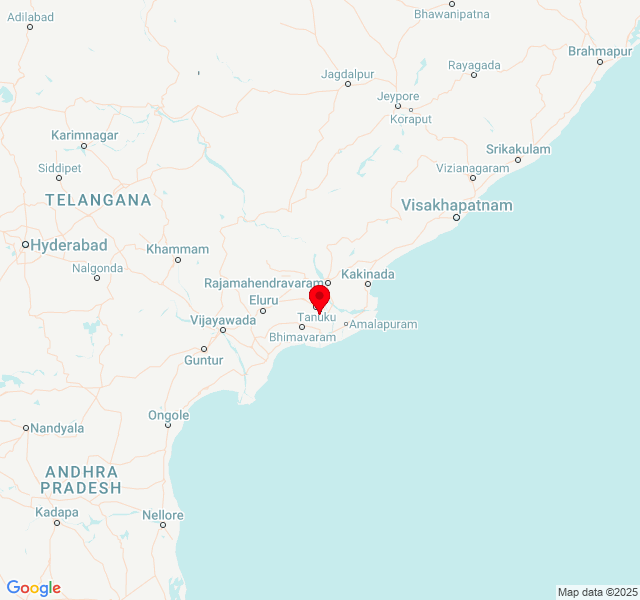 Adilabad
Bhawanipatna
Brahmapur
Rayagada
Jagdalpur
Jeypore
Koraput
Karimnagar
Srikakulam
Siddipet
Vizianagaram
TELANGANA
Visakhapatnam
Hyderabad
Khammam
Nalgonda
Rajamahendravaram
Kakinada
Eluru
Tanuku
Vijayawada
Amalapuram
Bhimavaram
Guntur
Ongole
Nandyala
ANDHRA
PRADESH
Kadapa
Nellore
Google
Map data ©2025